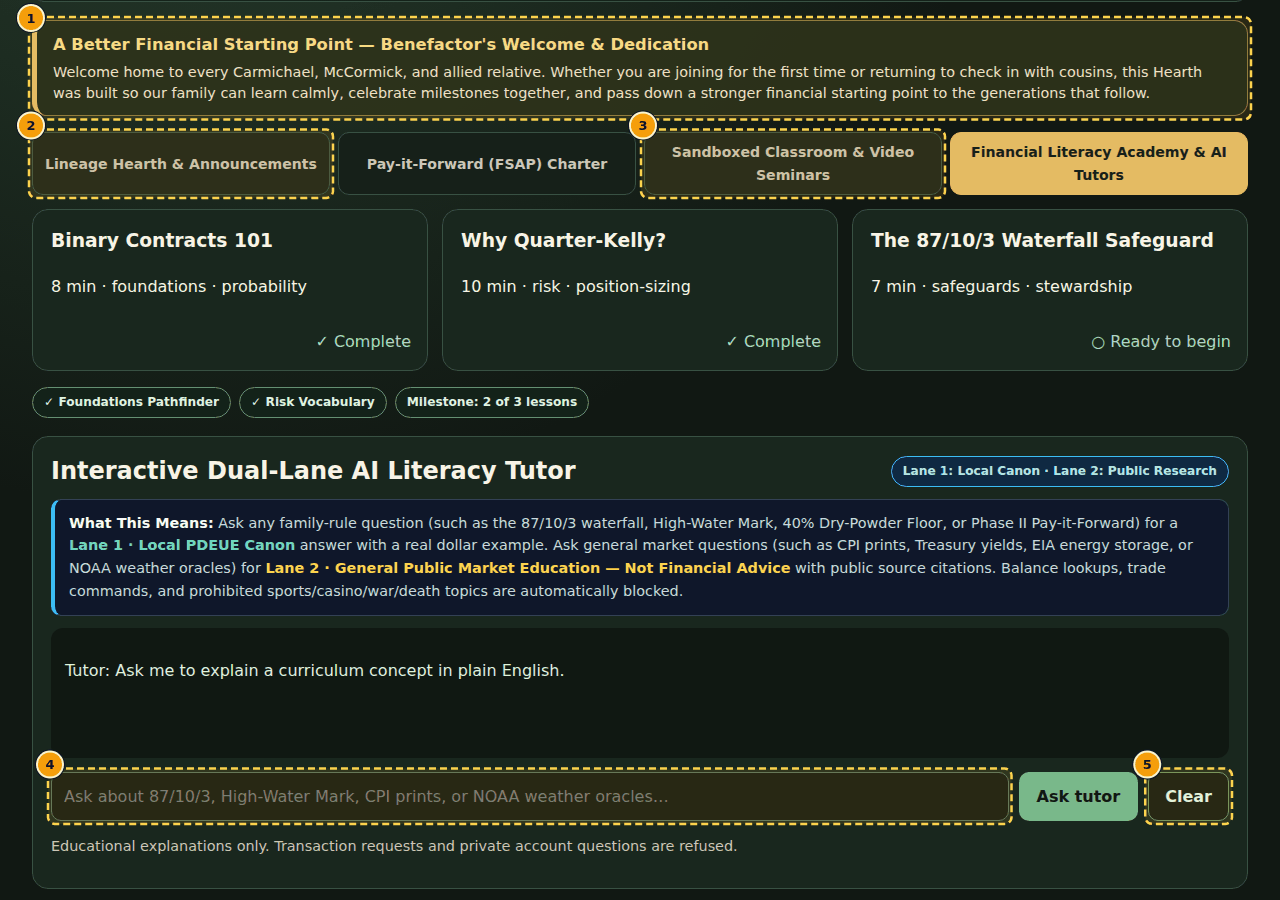 1
A Better Financial Starting Point — Benefactor's Welcome & Dedication
Welcome home to every Carmichael, McCormick, and allied relative. Whether you are joining for the first time or returning to check in with cousins, this Hearth
was built so our family can learn calmly, celebrate milestones together, and pass down a stronger financial starting point to the generations that follow.
2
Lineage Hearth & Announcements
Pay-it-Forward (FSAP) Charter
3
Sandboxed Classroom & Video
Seminars
Financial Literacy Academy & AI
Tutors
Binary Contracts 101
8 min · foundations · probability
✓ Complete
Why Quarter-Kelly?
10 min · risk · position-sizing
✓ Complete
The 87/10/3 Waterfall Safeguard
7 min · safeguards · stewardship
○ Ready to begin
✓ Foundations Pathfinder
✓ Risk Vocabulary
Milestone: 2 of 3 lessons
Interactive Dual-Lane AI Literacy Tutor
Lane 1: Local Canon · Lane 2: Public Research
What This Means: Ask any family-rule question (such as the 87/10/3 waterfall, High-Water Mark, 40% Dry-Powder Floor, or Phase II Pay-it-Forward) for a
Lane 1 · Local PDEUE Canon answer with a real dollar example. Ask general market questions (such as CPI prints, Treasury yields, EIA energy storage, or
NOAA weather oracles) for Lane 2 · General Public Market Education — Not Financial Advice with public source citations. Balance lookups, trade
commands, and prohibited sports/casino/war/death topics are automatically blocked.
Tutor: Ask me to explain a curriculum concept in plain English.
4
Ask about 87/10/3, High-Water Mark, CPI prints, or NOAA weather oracles...
Ask tutor
5
Clear
Educational explanations only. Transaction requests and private account questions are refused.